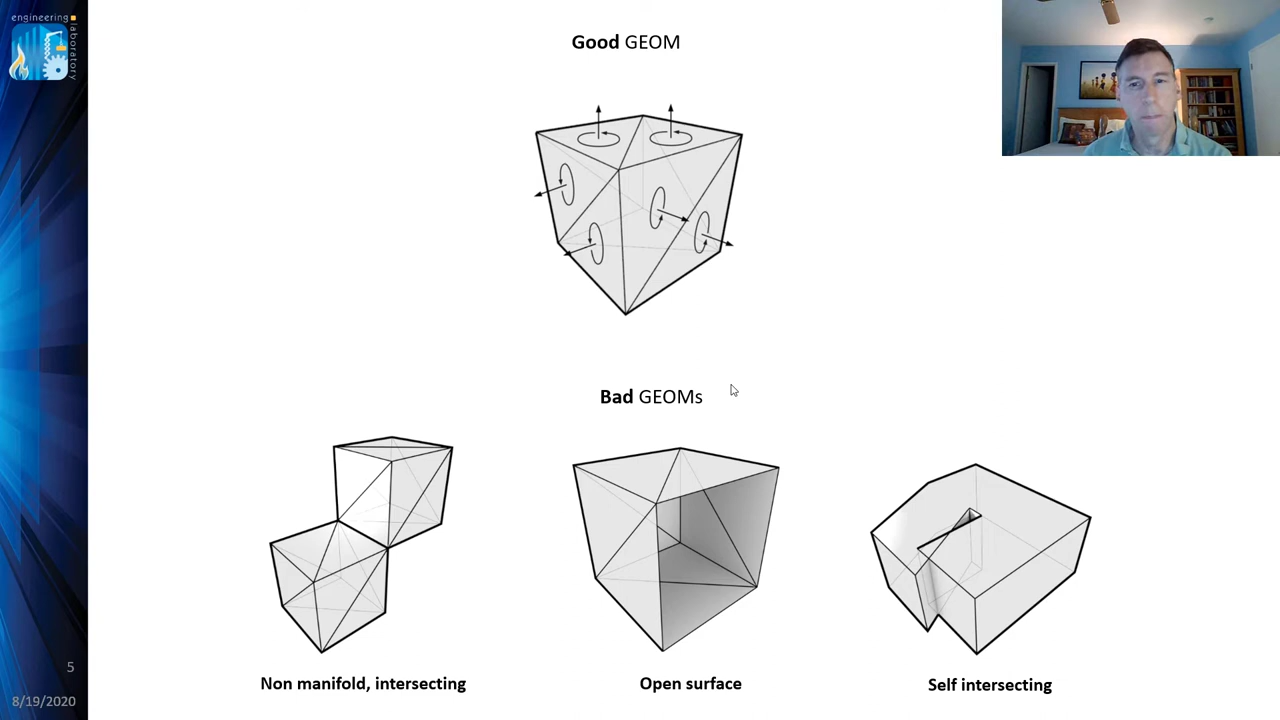 engineering
laboratory
Good GEOM
Bad GEOMs
Non manifold, intersecting
Open surface
Self intersecting
5
8/19/2020